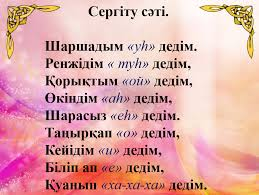 Сергіту сәті.
Шаршадым «уһ» дедім.
Ренжідім « туһ» дедім,
Қорықтым «ой» дедім,
Өкіндім «аһ» дедім,
Шарасыз «еһ» дедім.
Таңырқап «о» дедім,
Кейідім «и» дедім,
Біліп ап «е» дедім,
Қуанып «ха-ха-ха» дедім.